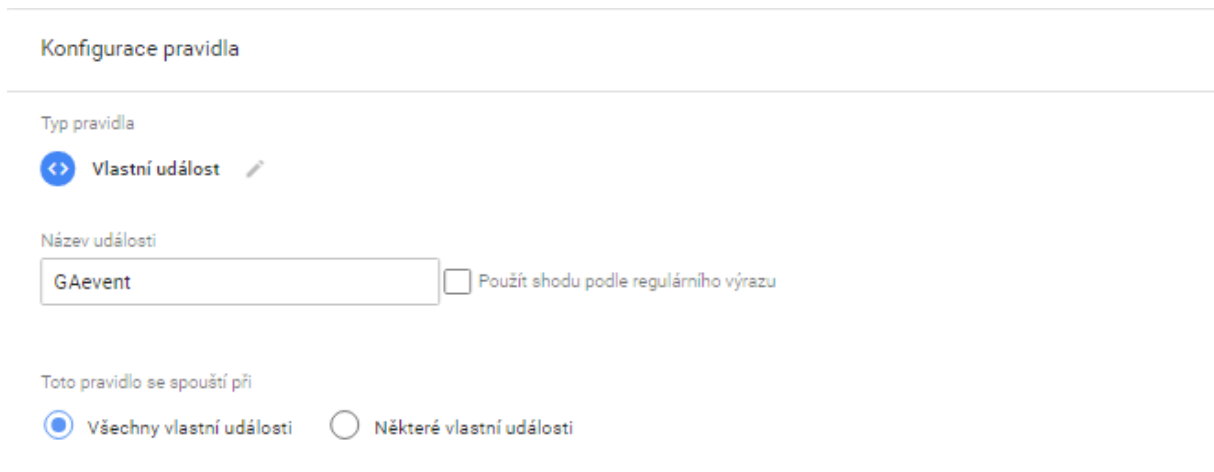 Konfigurace pravidla
Typ pravidla
Vlastní událost
Název události
GAevent
Použít shodu podle regulárního výrazu
Toto pravidlo se spouští při
Všechny vlastní události Některé vlastní události